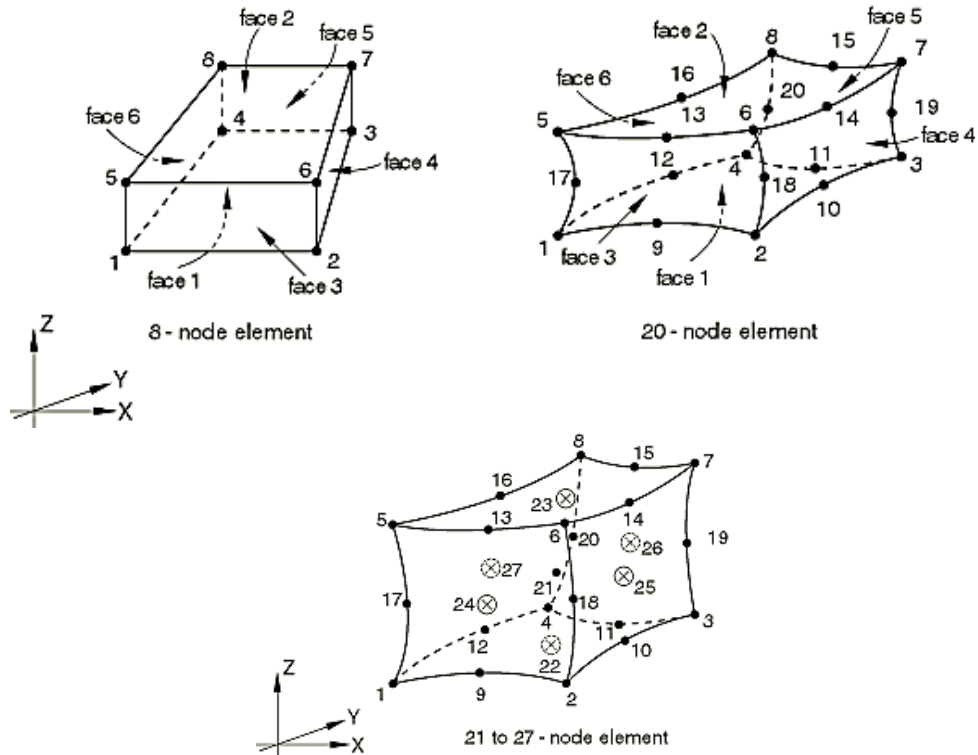 face 2
face 5
8
7
4
3
face 6
face 4
5
6
1
2
face 1
face 3
8 - node element
face 2
face 5
8
15
7
face 6
16
20
13
6
14
19
5
face 4
12
4
11
3
17
18
10
1
9
2
face 3
face 1
20 - node element
Z
Y
X
8
15
7
16
23
14
5
13
6
20
26
19
27
21
25
17
24
18
4
3
12
11
10
22
1
9
2
Z
Y
X
21 to 27 - node element